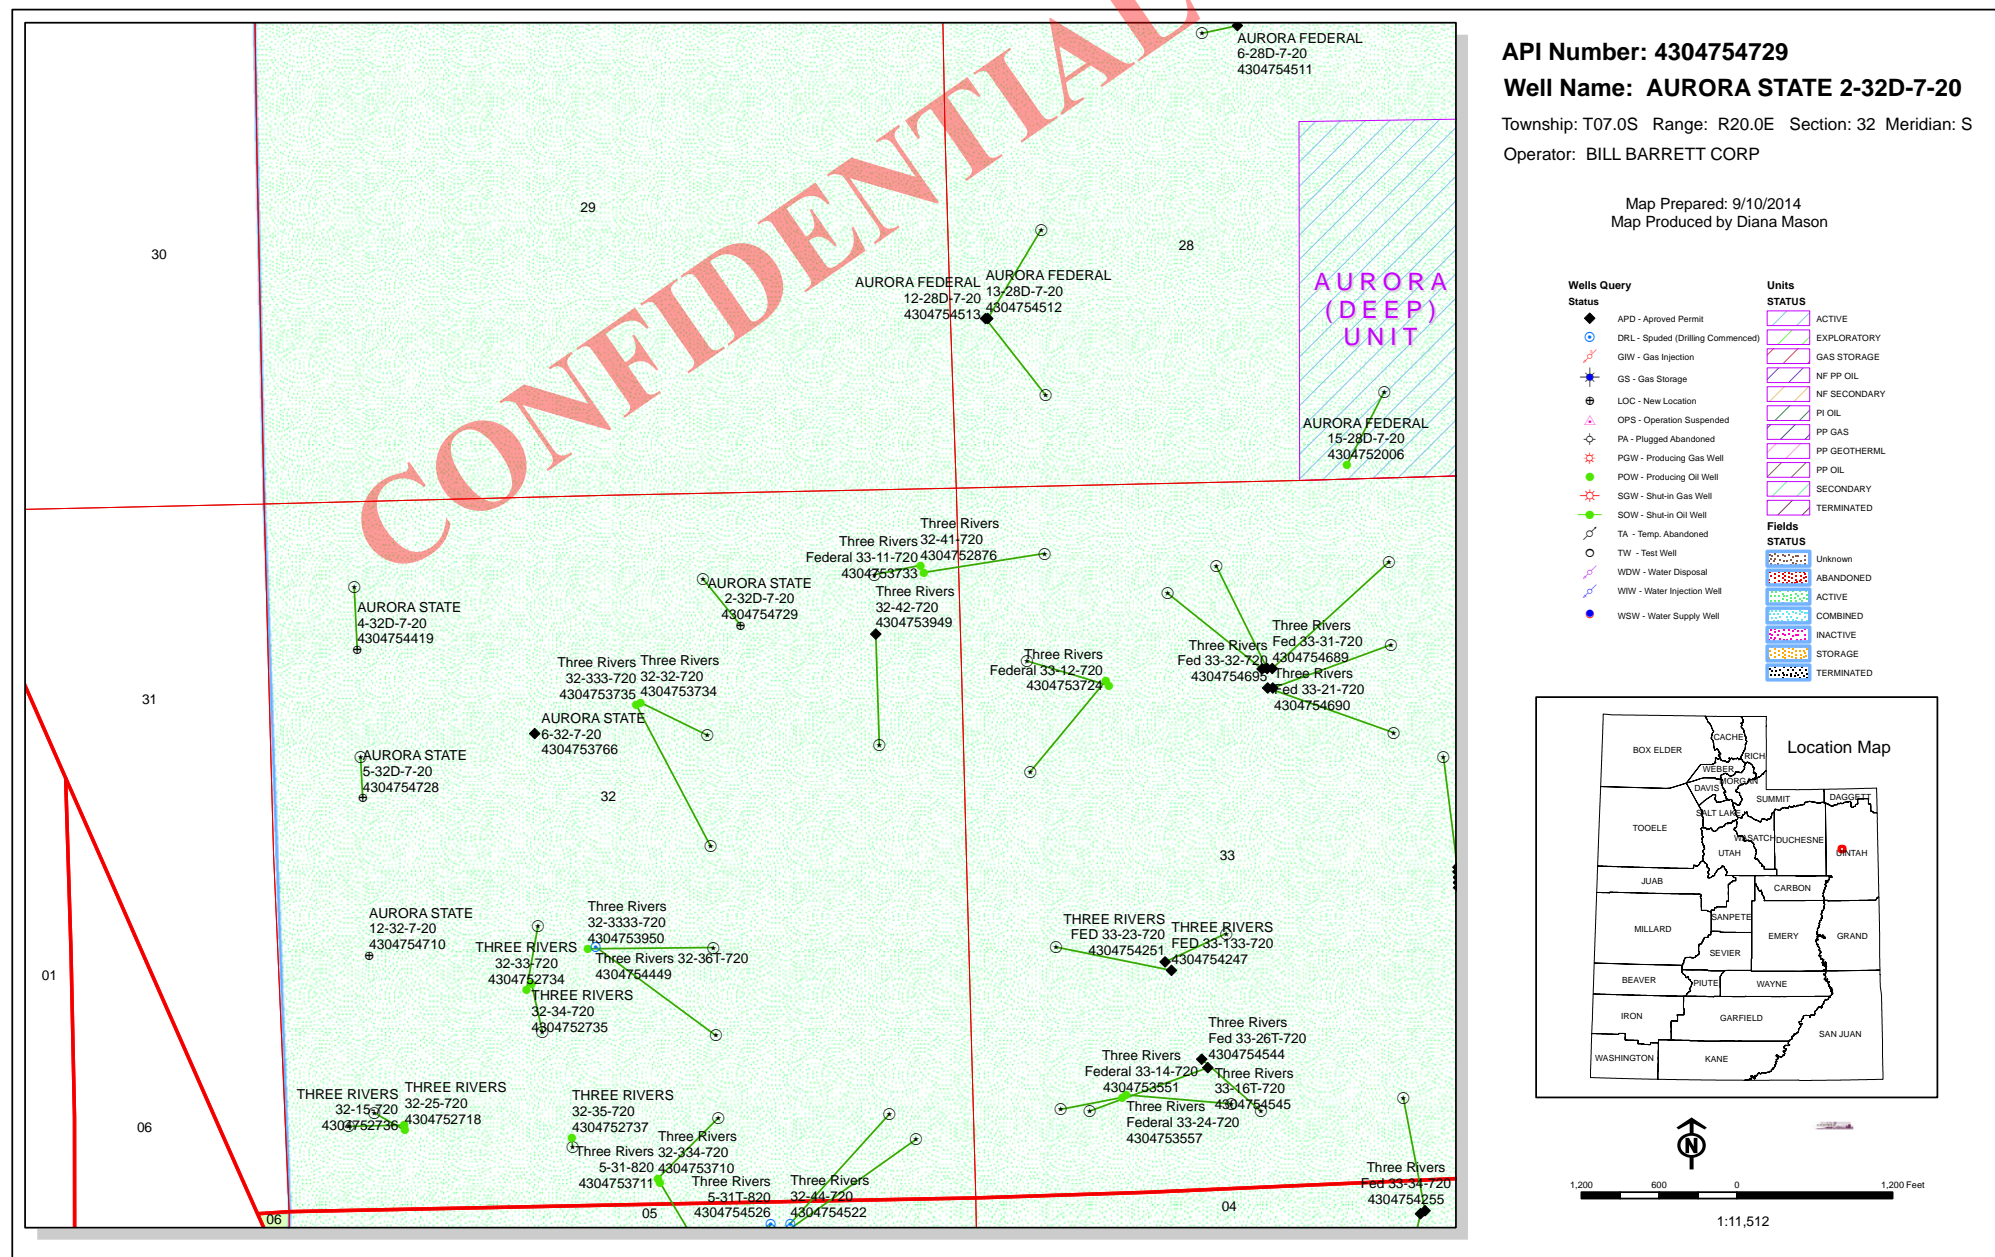 CONFIDENTIAL
API Number: 4304754729
Well Name: AURORA STATE 2-32D-7-20
Township: T07.0S Range: R20.0E Section: 32 Meridian: S
Operator: BILL BARRETT CORP
Map Prepared: 9/10/2014
Map Produced by Diana Mason
Wells Query
Status
APD - Aproved Permit
DRL - Spuded (Drilling Commenced)
GIW - Gas Injection
GS - Gas Storage
LOC - New Location
OPS - Operation Suspended
PA - Plugged Abandoned
PGW - Producing Gas Well
POW - Producing Oil Well
SGW - Shut-in Gas Well
SOW - Shut-in Oil Well
TA - Temp. Abandoned
TW - Test Well
WDW - Water Disposal
WIW - Water Injection Well
WSW - Water Supply Well
Units
STATUS
ACTIVE
EXPLORATORY
GAS STORAGE
NF PP OIL
NF SECONDARY
PI OIL
PP GAS
PP GEOTHERML
PP OIL
SECONDARY
TERMINATED
Fields
STATUS
Unknown
ABANDONED
ACTIVE
COMBINED
INACTIVE
STORAGE
TERMINATED
Location Map
BOX ELDER
CACHE
RICH
WEBER
MORGAN
DAVIS
SUMMIT
DAGGETT
SALT LAKE
TOOELE
WASATCH
DUCHESNE
UTAH
UINTAH
JUAB
CARBON
SANPETE
MILLARD
EMERY
GRAND
SEVIER
BEAVER
PIUTE
WAYNE
IRON
GARFIELD
SAN JUAN
WASHINGTON
KANE
N
1,200 600 0 1,200 Feet
1:11,512
AURORA FEDERAL
6-28D-7-20
4304754511
29
30
28
AURORA FEDERAL
12-28D-7-20
4304754513
AURORA FEDERAL
13-28D-7-20
4304754512
AURORA
(DEEP)
UNIT
AURORA FEDERAL
15-28D-7-20
4304752006
Three Rivers
32-41-720
4304752876
Three Rivers
Federal 33-11-720
4304753733
AURORA STATE
2-32D-7-20
4304754729
Three Rivers
32-42-720
4304753949
AURORA STATE
4-32D-7-20
4304754419
Three Rivers
32-333-720
4304753735
Three Rivers
32-32-720
4304753734
Three Rivers
Federal 33-12-720
4304753724
Three Rivers
Fed 33-31-720
4304754689
Three Rivers
Fed 33-32-720
4304754695
Three Rivers
Fed 33-21-720
4304754690
31
AURORA STATE
6-32-7-20
4304753766
AURORA STATE
5-32D-7-20
4304754728
32
33
AURORA STATE
12-32-7-20
4304754710
Three Rivers
32-3333-720
4304753950
Three Rivers 32-36T-720
4304754449
THREE RIVERS
32-33-720
4304752734
THREE RIVERS
32-34-720
4304752735
THREE RIVERS
FED 33-23-720
4304754251
THREE RIVERS
FED 33-133-720
4304754247
01
Three Rivers
Fed 33-26T-720
4304754544
Three Rivers
Federal 33-14-720
4304753551
Three Rivers
33-16T-720
4304754545
Three Rivers
Federal 33-24-720
4304753557
THREE RIVERS
32-15-720
4304752736
THREE RIVERS
32-25-720
4304752718
THREE RIVERS
32-35-720
4304752737
06
Three Rivers
32-334-720
4304753710
Three Rivers
5-31-820
4304753711
Three Rivers
5-31T-820
4304754526
Three Rivers
32-44-720
4304754522
Three Rivers
Fed 33-34-720
4304754255
06
05
04